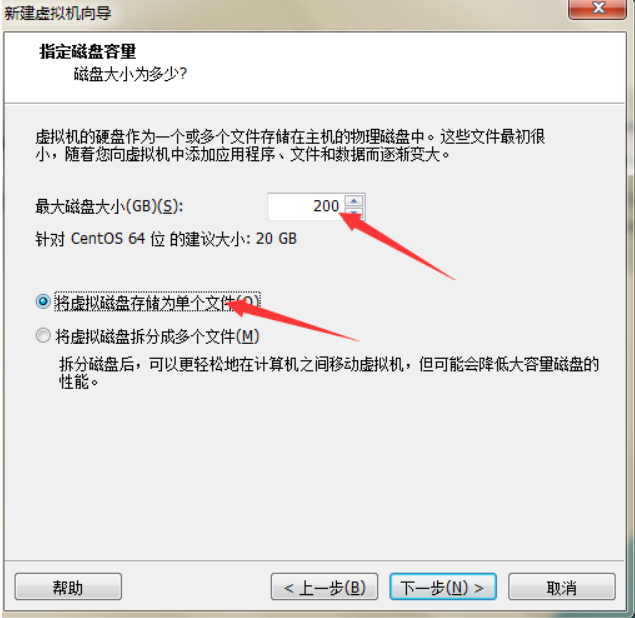 新建虚拟机向导
指定磁盘容量
磁盘大小为多少?
虚拟机的硬盘作为一个或多个文件存储在主机的物理磁盘中。这些文件最初很
小，随着您向虚拟机中添加应用程序、文件和数据而逐渐变大。
最大磁盘大小(GB)(S): 200
针对 CentOS 64 位 的建议大小: 20 GB
将虚拟磁盘存储为单个文件(O)
将虚拟磁盘拆分成多个文件(M)
拆分磁盘后，可以更轻松地在计算机之间移动虚拟机，但可能会降低大容量磁盘的
性能。
帮助 < 上一步(B) 下一步(N) > 取消